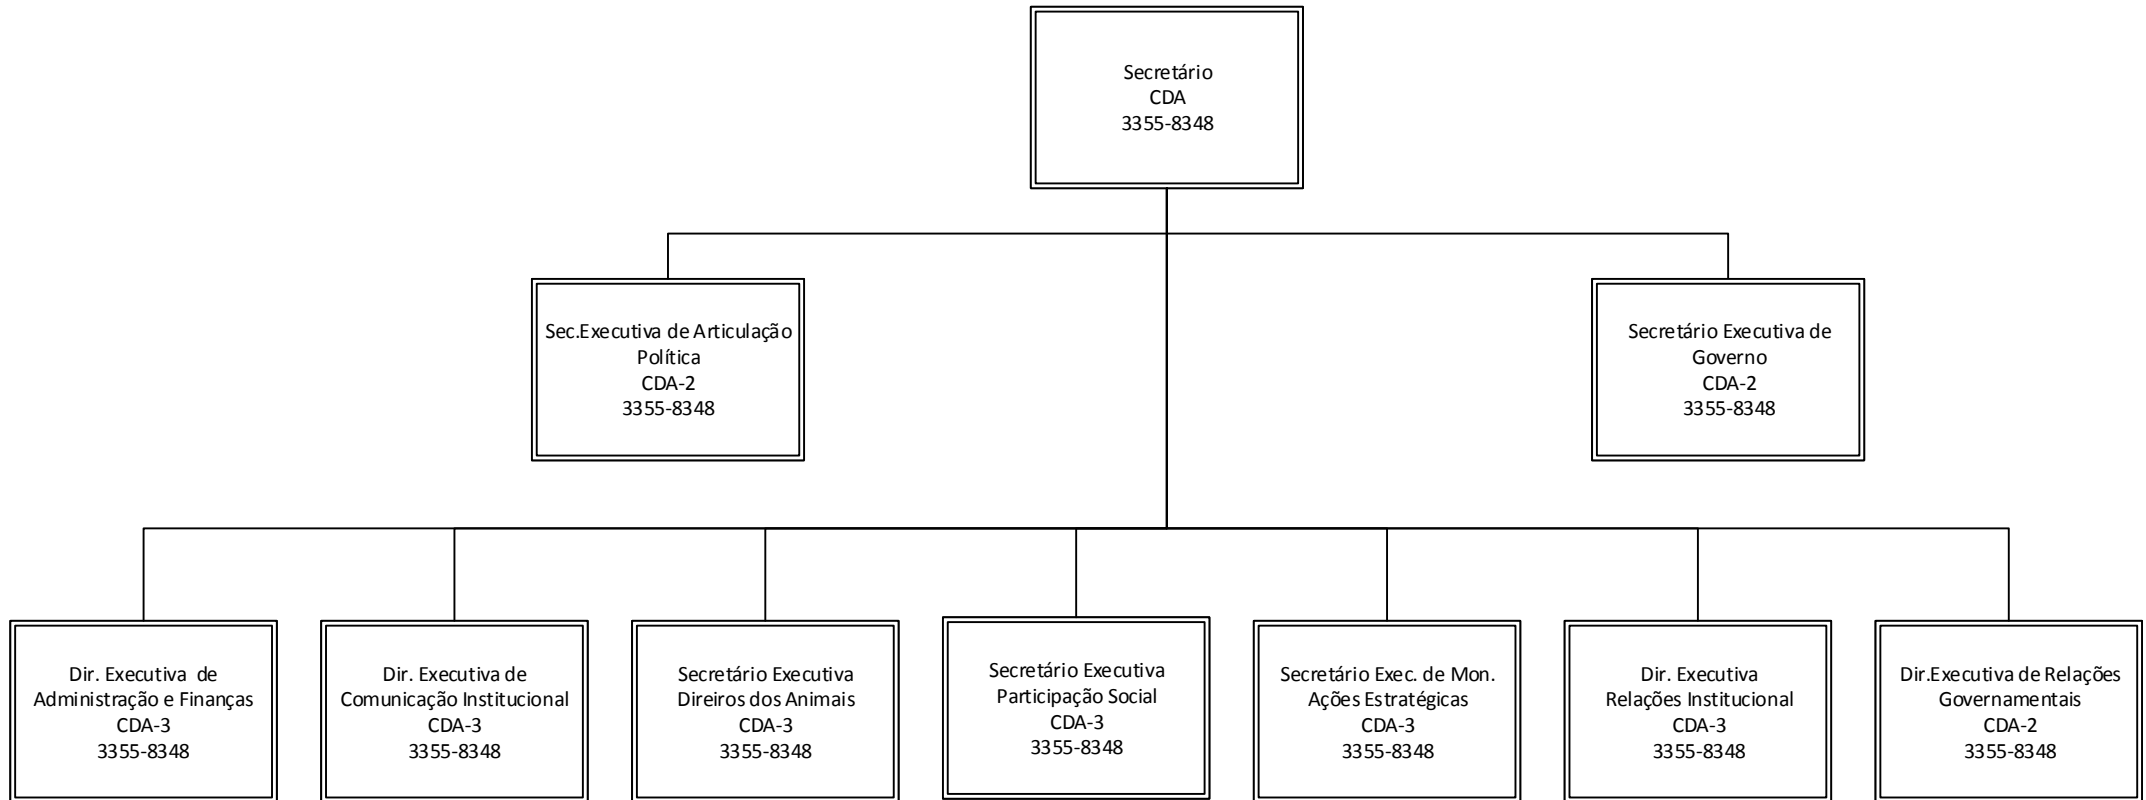 Secretário
CDA
3355-8348
Sec.Executiva de Articulação
Política
CDA-2
3355-8348
Secretário Executiva de
Governo
CDA-2
3355-8348
Dir. Executiva de
Administração e Finanças
CDA-3
3355-8348
Dir. Executiva de
Comunicação Institucional
CDA-3
3355-8348
Secretário Executiva
Direiros dos Animais
CDA-3
3355-8348
Secretário Executiva
Participação Social
CDA-3
3355-8348
Secretário Exec. de Mon.
Ações Estratégicas
CDA-3
3355-8348
Dir. Executiva
Relações Institucional
CDA-3
3355-8348
Dir.Executiva de Relações
Governamentais
CDA-2
3355-8348